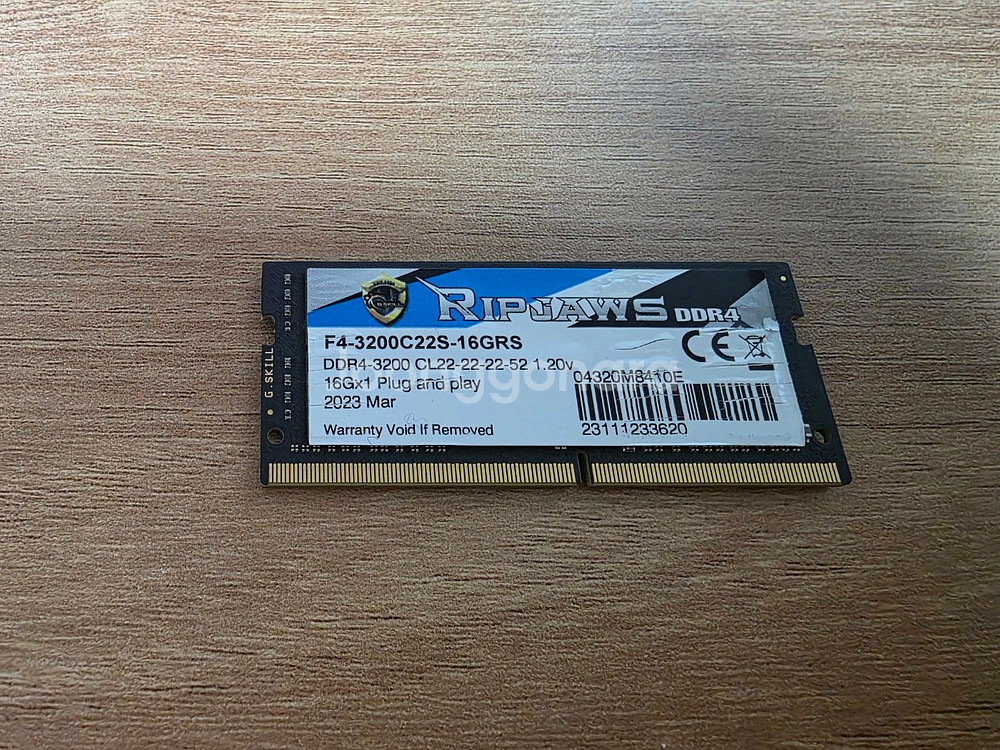 G.SKILL
RIPJAWS DDR4
F4-3200C22S-16GRS
DDR4-3200 CL22-22-22-52 1.20v
16Gx1 Plug and play
2023 Mar
Warranty Void If Removed
CE
04320M8410E
23111233620
G.SKILL